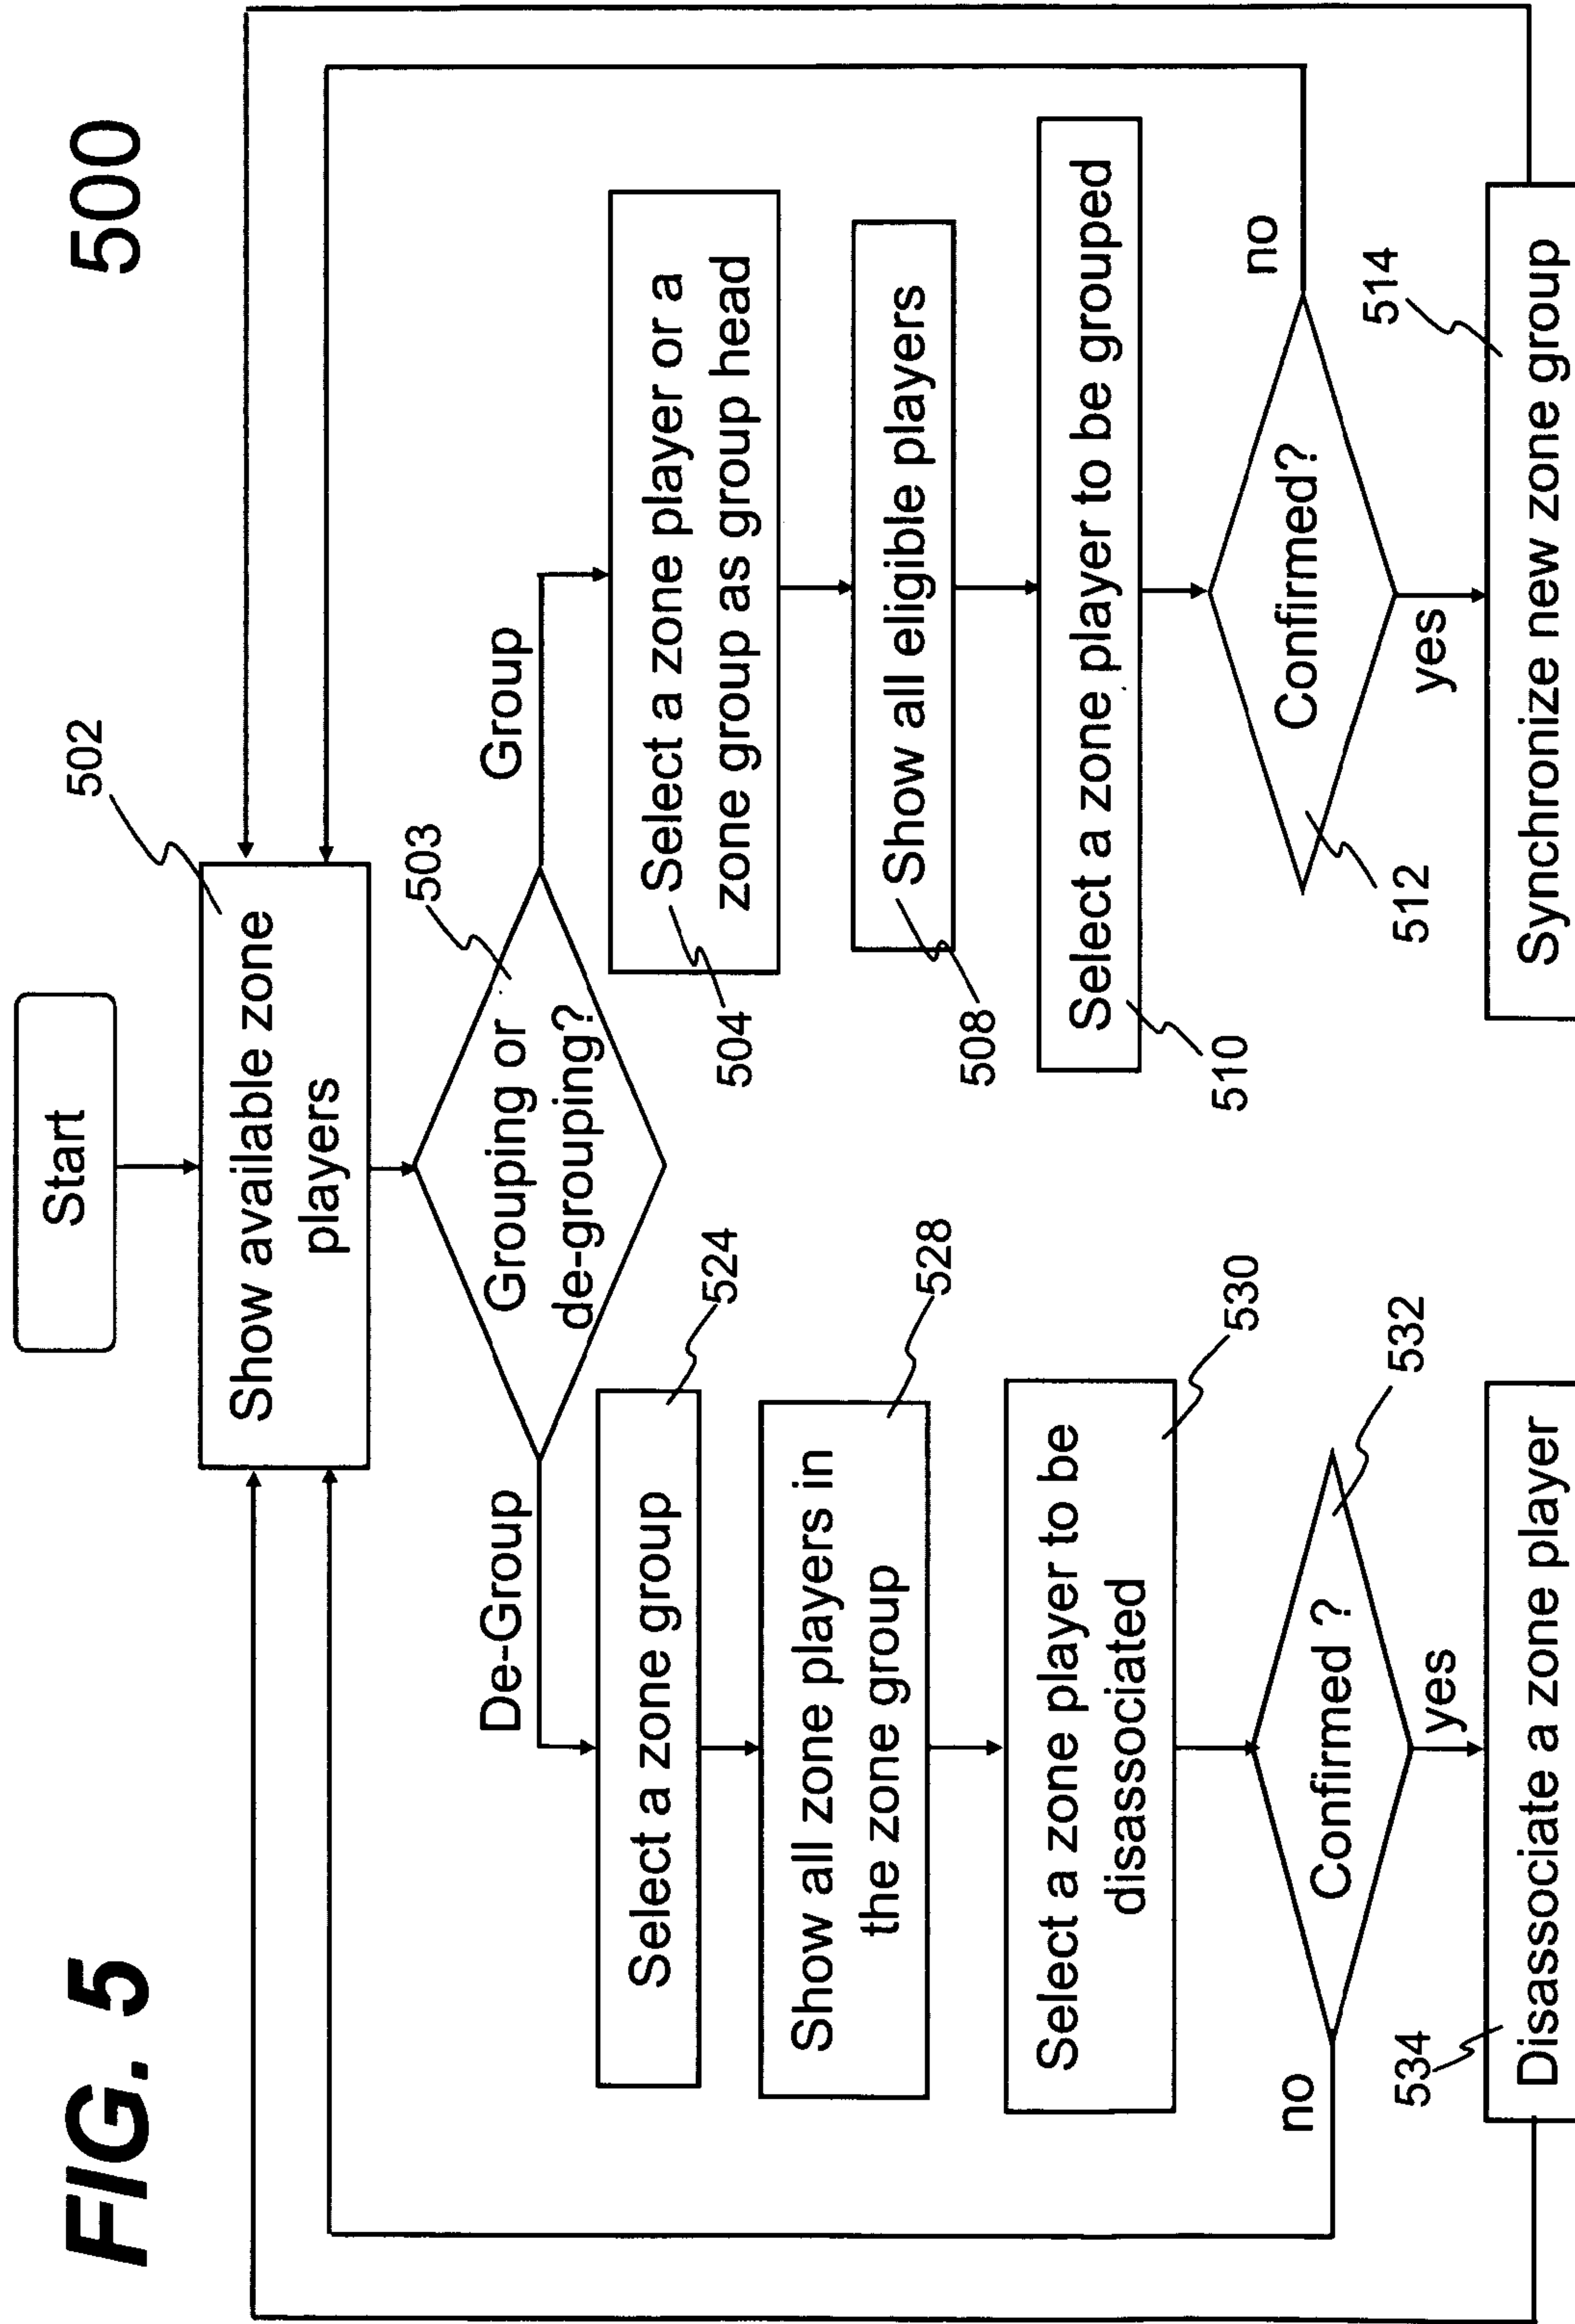 FIG. 5
500
Start
502
Show available zone
players
503
Grouping or
de-grouping?
De-Group
Group
524
Select a zone group
528
Show all zone players in
the zone group
530
Select a zone player to be
disassociated
532
Confirmed ?
no
yes
534
Disassociate a zone player
504
Select a zone player or a
zone group as group head
508
Show all eligible players
510
Select a zone player to be grouped
512
Confirmed?
no
yes
514
Synchronize new zone group